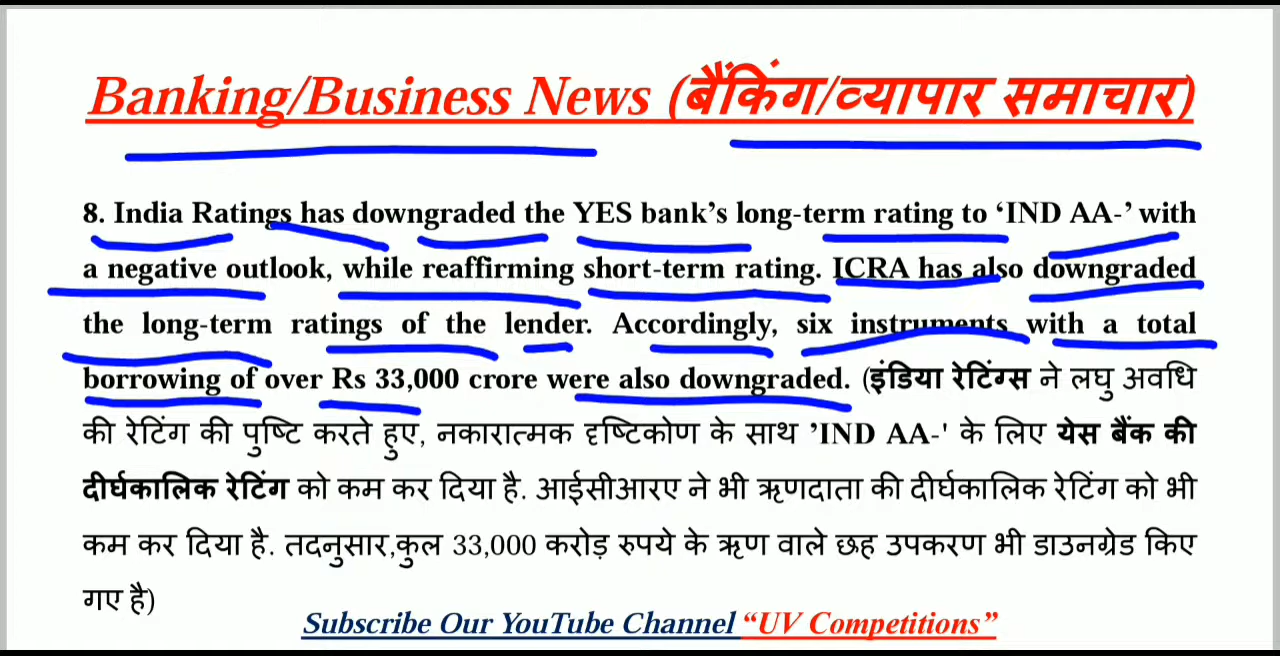 Banking/Business News (बैंकिंग/व्यापार समाचार)
8. India Ratings has downgraded the YES bank’s long-term rating to ‘IND AA-’ with
a negative outlook, while reaffirming short-term rating. ICRA has also downgraded
the long-term ratings of the lender. Accordingly, six instruments with a total
borrowing of over Rs 33,000 crore were also downgraded. (इंडिया रेटिंग्स ने लघु अवधि
की रेटिंग की पुष्टि करते हुए, नकारात्मक दृष्टिकोण के साथ ’IND AA-' के लिए येस बैंक की
दीर्घकालिक रेटिंग को कम कर दिया है. आईसीआरए ने भी ऋणदाता की दीर्घकालिक रेटिंग को भी
कम कर दिया है. तदनुसार,कुल 33,000 करोड़ रुपये के ऋण वाले छह उपकरण भी डाउनग्रेड किए
गए है)
Subscribe Our YouTube Channel “UV Competitions”